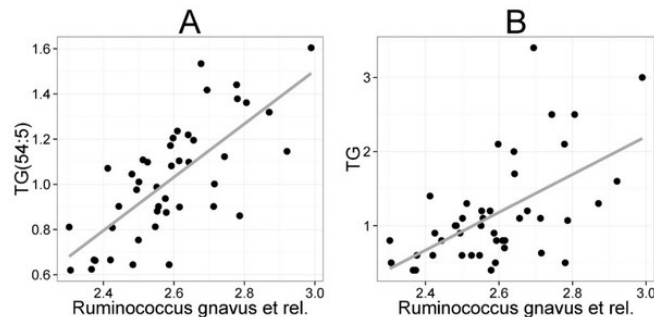 A
B
TG(54:5)
1.6
1.4
1.2
1.0
0.8
0.6
2.4
2.6
2.8
3.0
Ruminococcus gnavus et rel.
TG
3
2
1
2.4
2.6
2.8
3.0
Ruminococcus gnavus et rel.